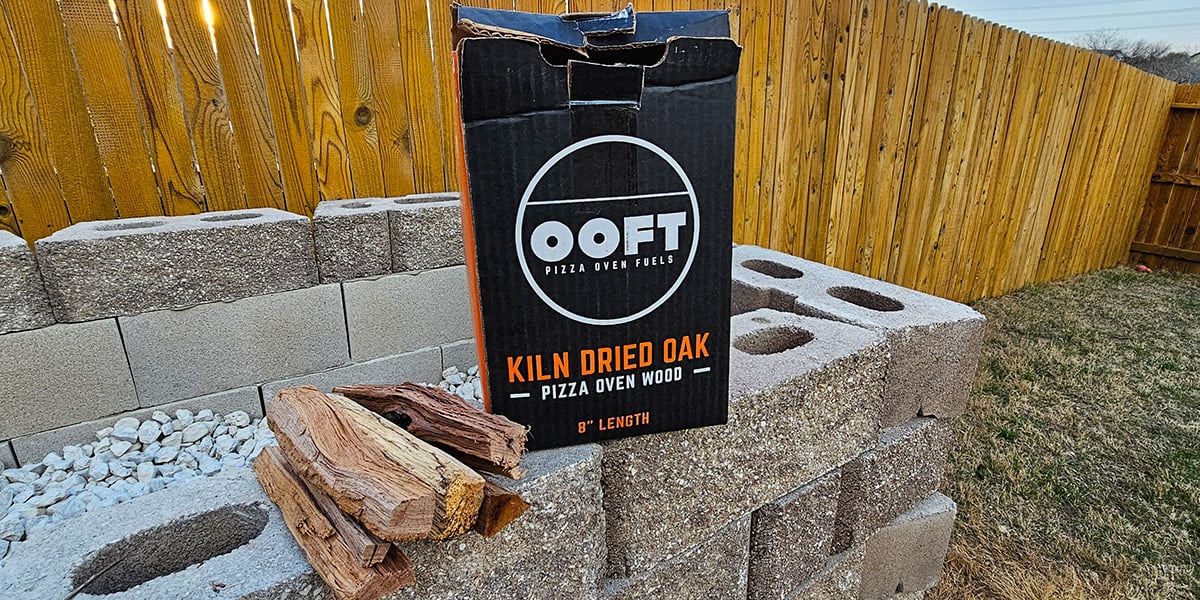 OOFT
PIZZA OVEN FUELS
KILN DRIED OAK
— PIZZA OVEN WOOD —
8" LENGTH